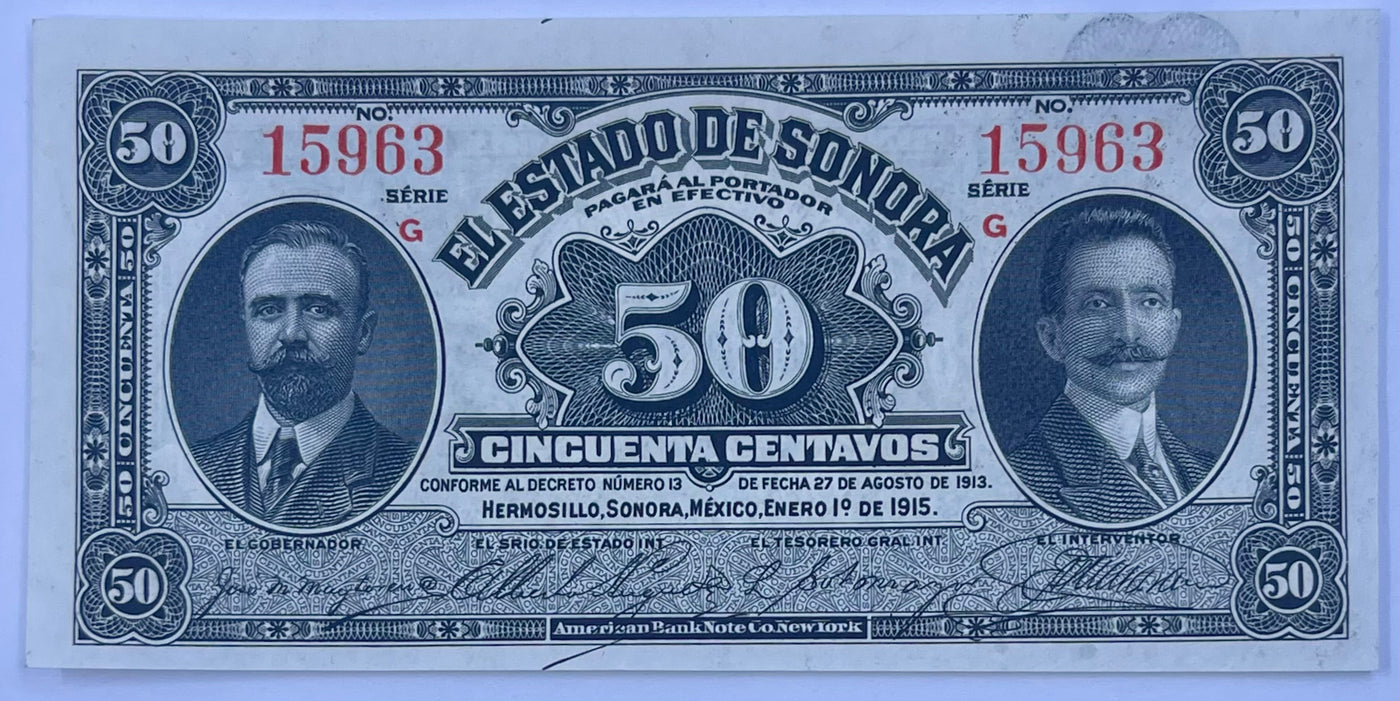 50
NO. 15963
SÉRIE
G
EL ESTADO DE SONORA
PAGARÁ AL PORTADOR
EN EFECTIVO
NO. 15963
SÊRIE
G
50
50 CINCUENTA 50
50
50 CINCUENTA 50
CINCUENTA CENTAVOS
CONFORME AL DECRETO NÚMERO 13 DE FECHA 27 DE AGOSTO DE 1913.
HERMOSILLO, SONORA, MÉXICO, ENERO 1º DE 1915.
EL GOBERNADOR EL SRIO. DE ESTADO INT. EL TESORERO GRAL. INT. EL INTERVENTOR
50
50
American Bank Note Co. New York